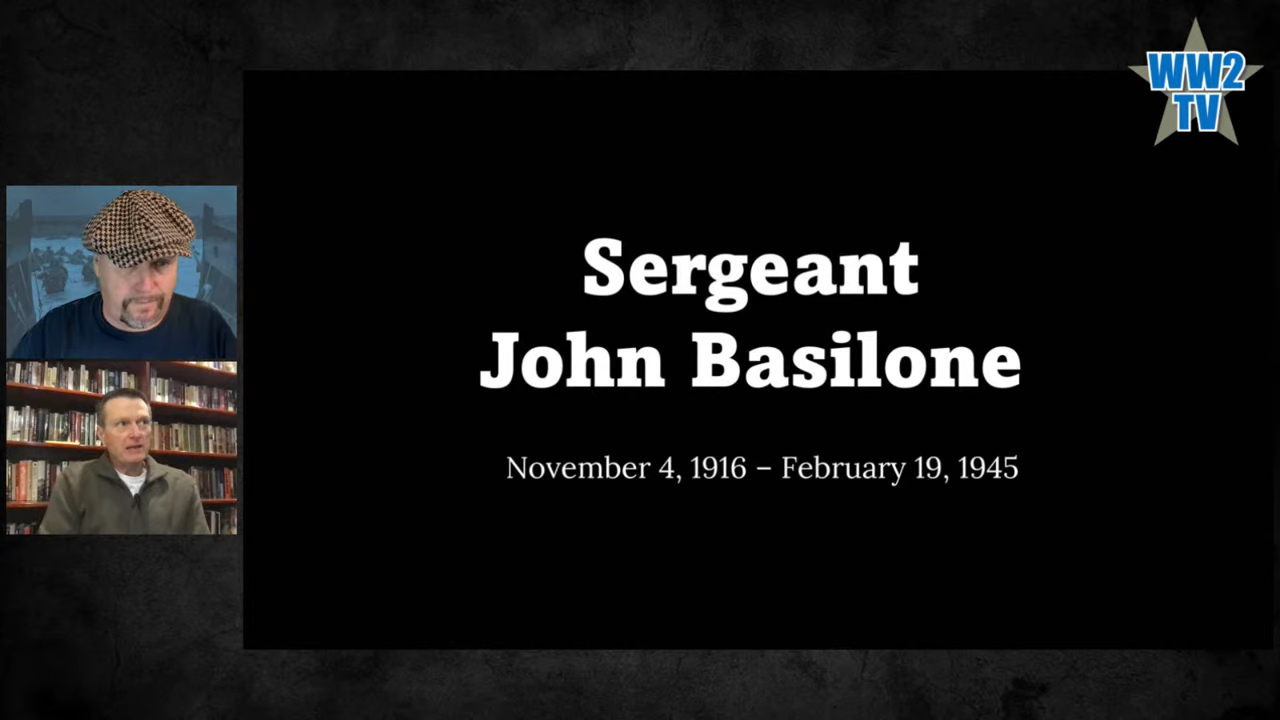 WW2
TV
Sergeant
John Basilone
November 4, 1916 – February 19, 1945